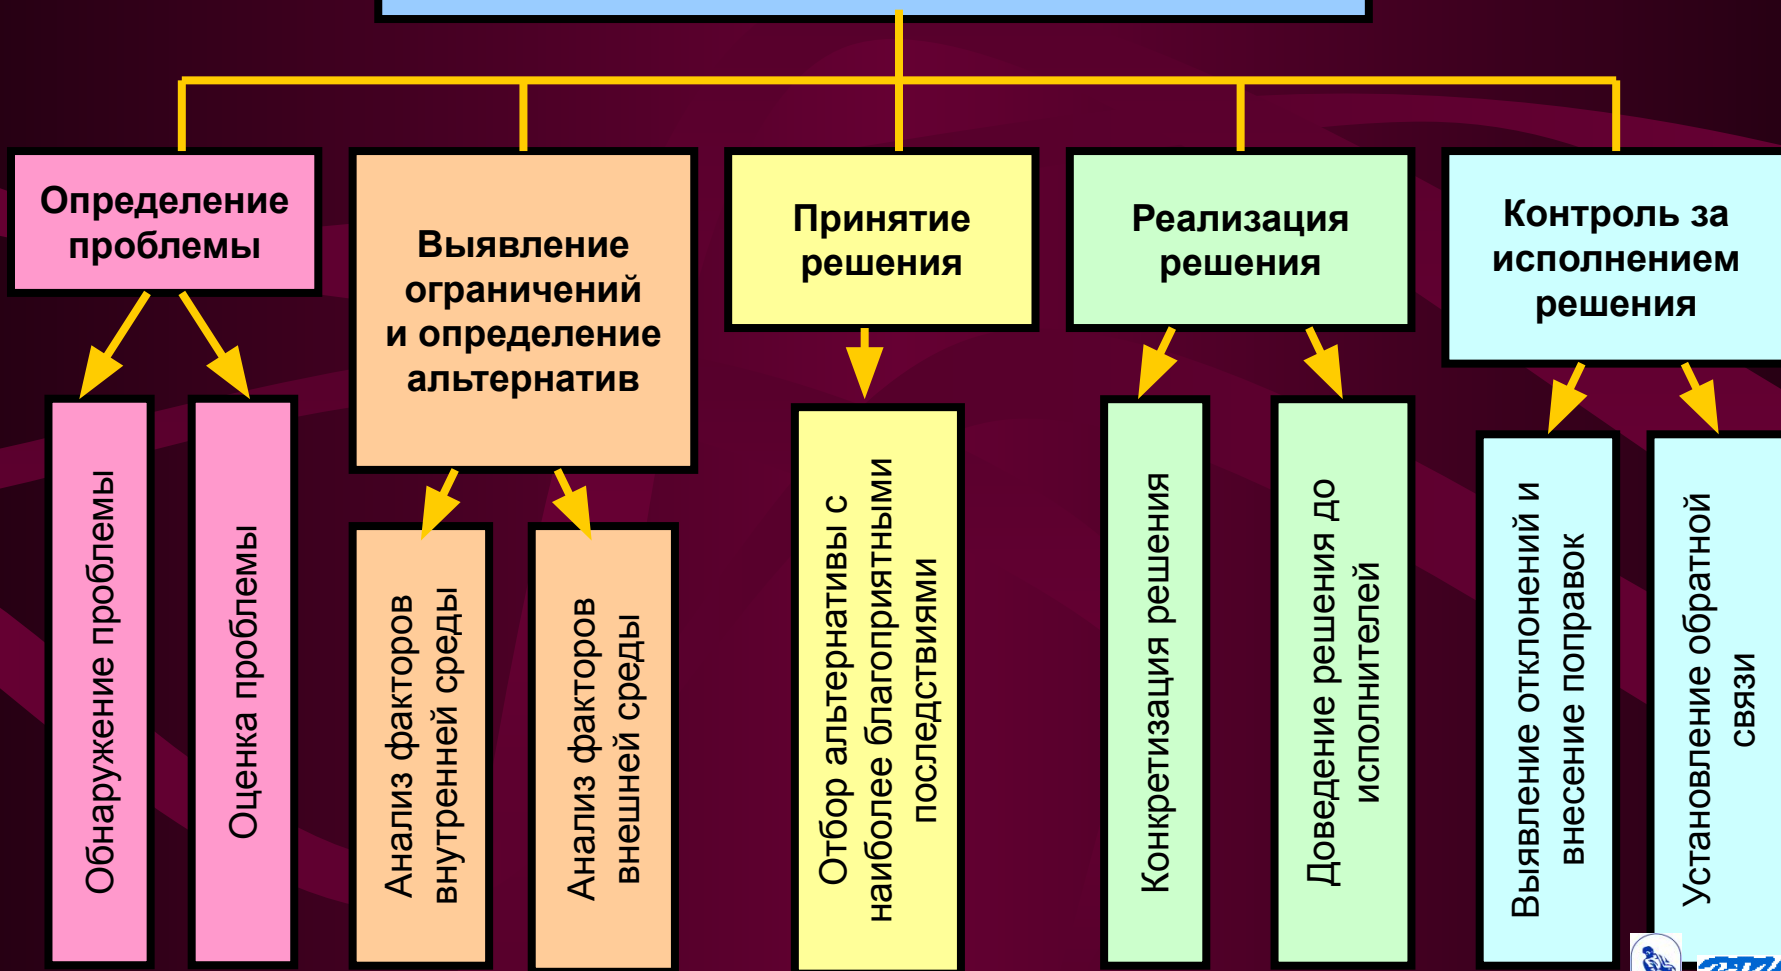 Определение
проблемы
Выявление
ограничений
и определение
альтернатив
Принятие
решения
Реализация
решения
Контроль за
исполнением
решения
Обнаружение проблемы
Оценка проблемы
Анализ факторов
внутренней среды
Анализ факторов
внешней среды
Отбор альтернативы с
наиболее благоприятными
последствиями
Конкретизация решения
Доведение решения до
исполнителей
Выявление отклонений и
внесение поправок
Установление обратной
связи